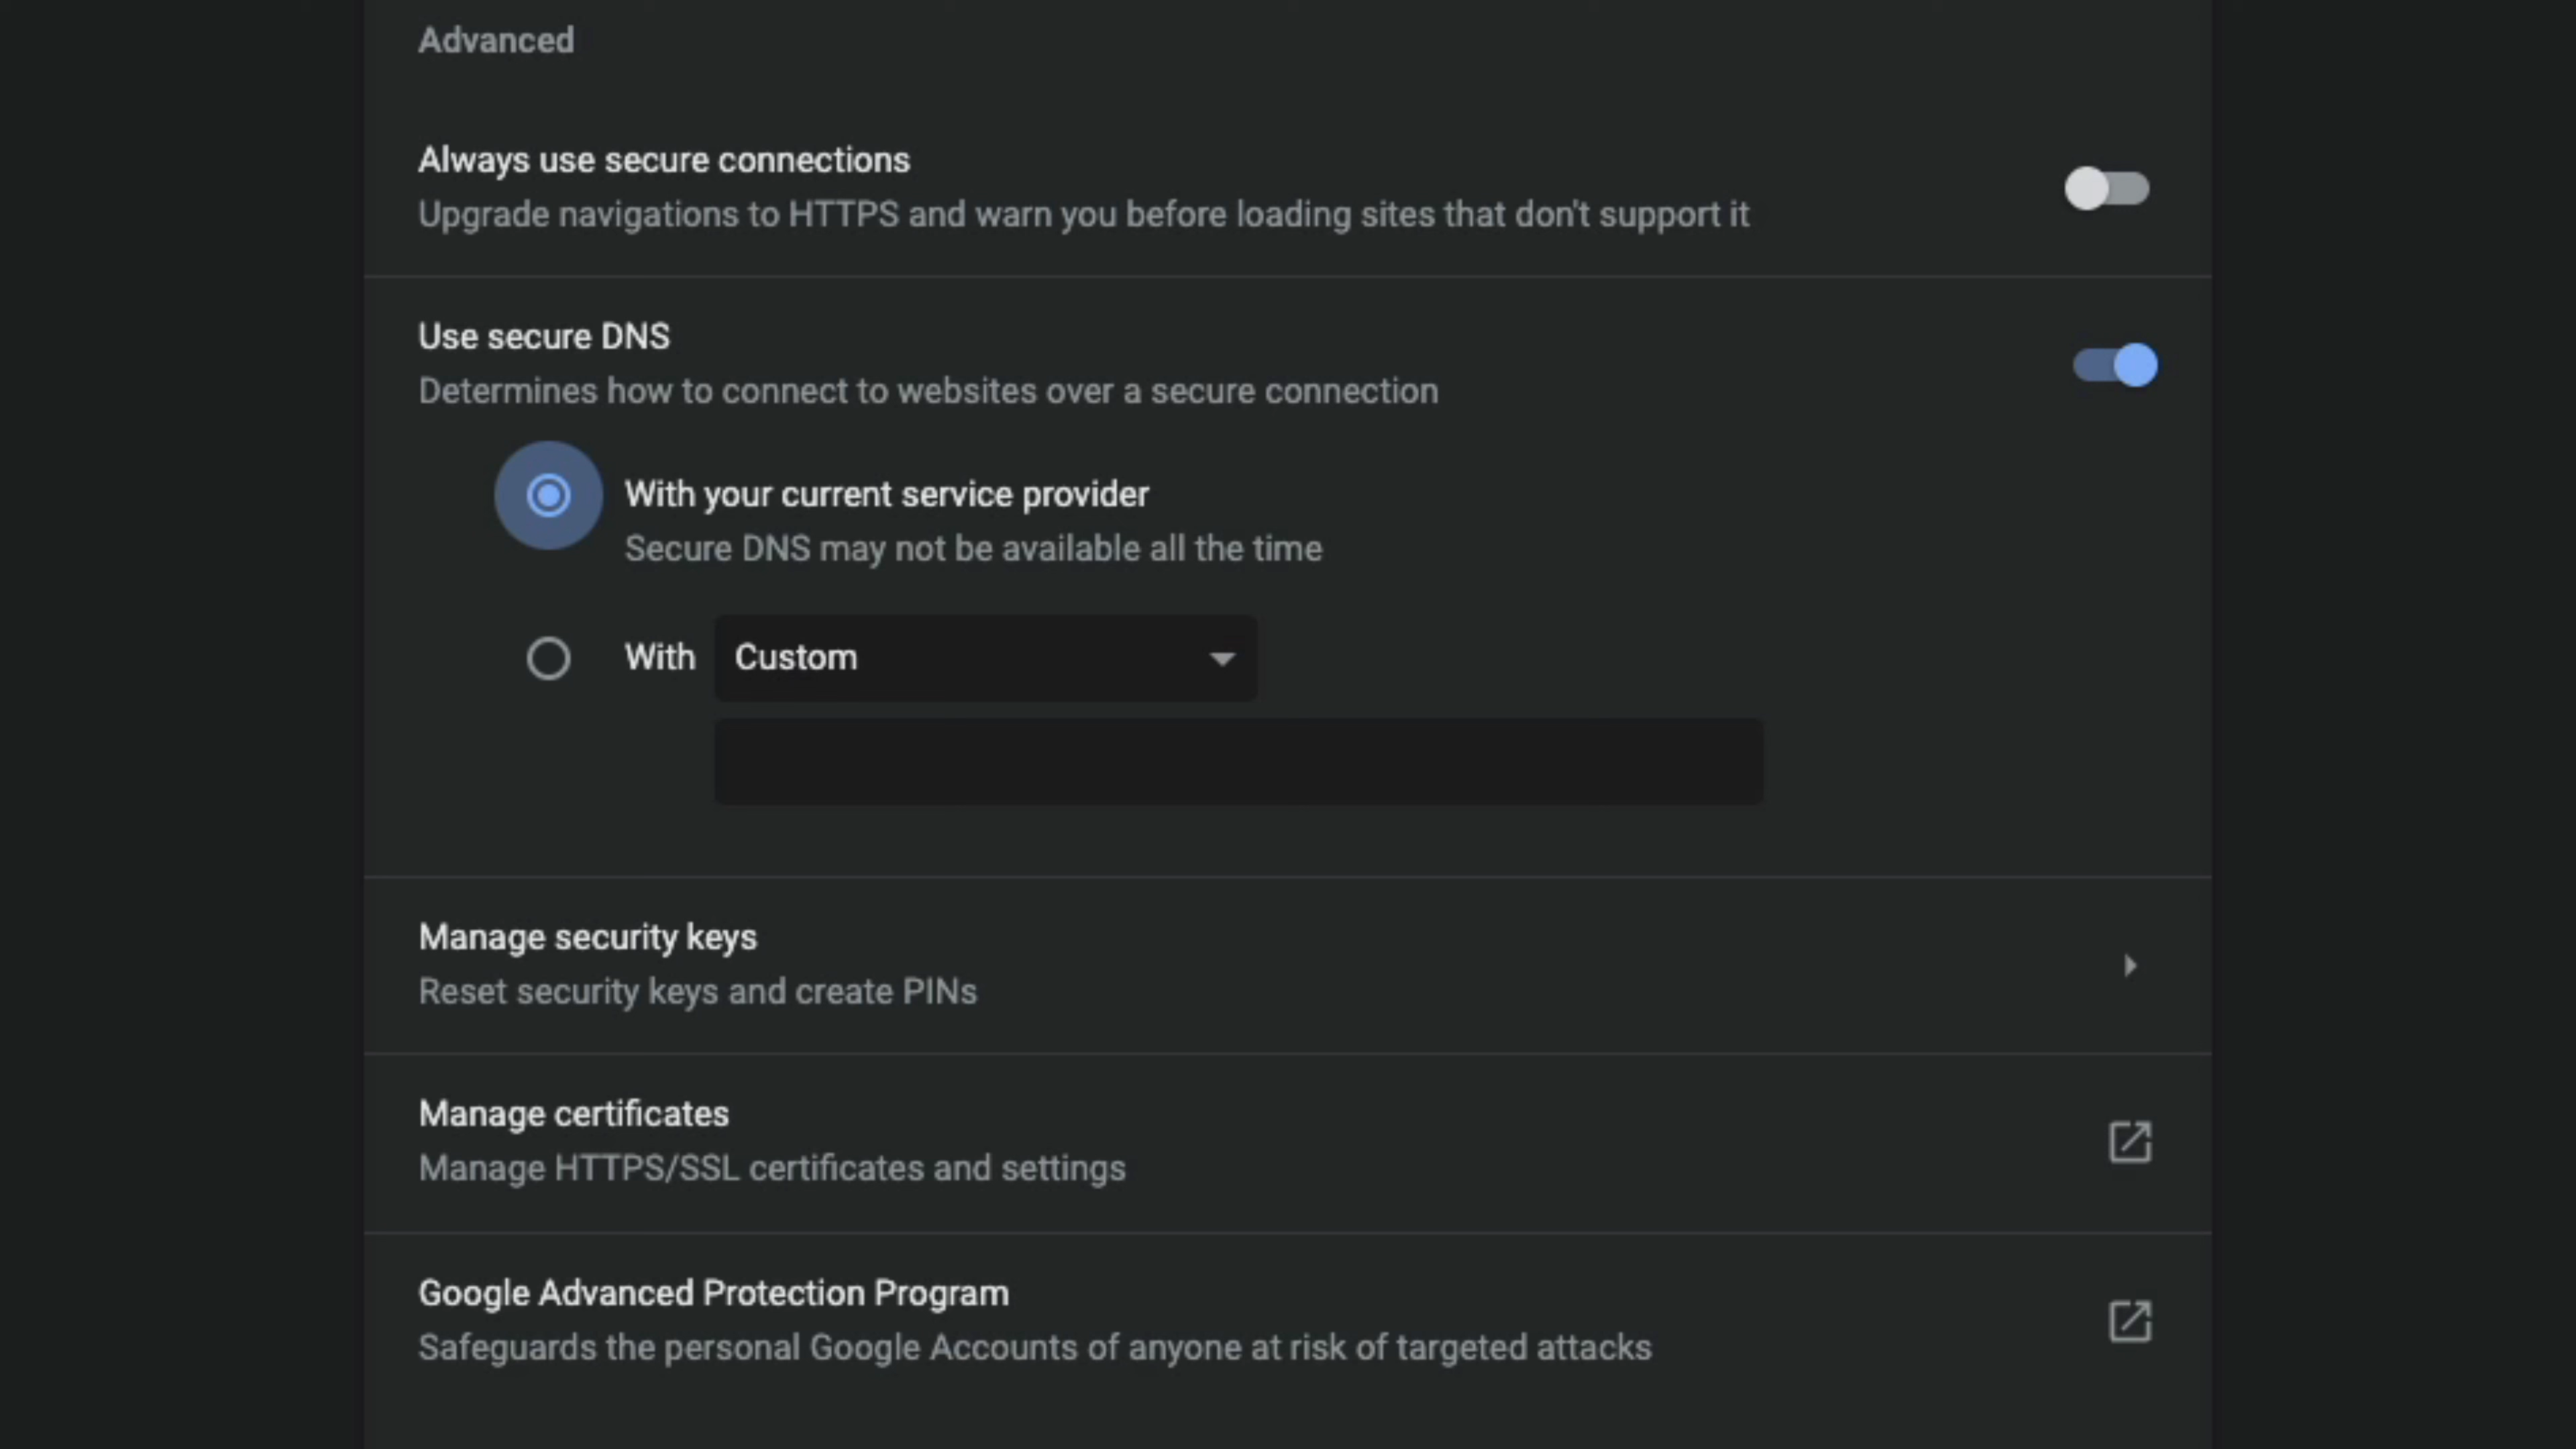 Advanced
Always use secure connections
Upgrade navigations to HTTPS and warn you before loading sites that don't support it
Use secure DNS
Determines how to connect to websites over a secure connection
With your current service provider
Secure DNS may not be available all the time
With Custom
Manage security keys
Reset security keys and create PINs
Manage certificates
Manage HTTPS/SSL certificates and settings
Google Advanced Protection Program
Safeguards the personal Google Accounts of anyone at risk of targeted attacks